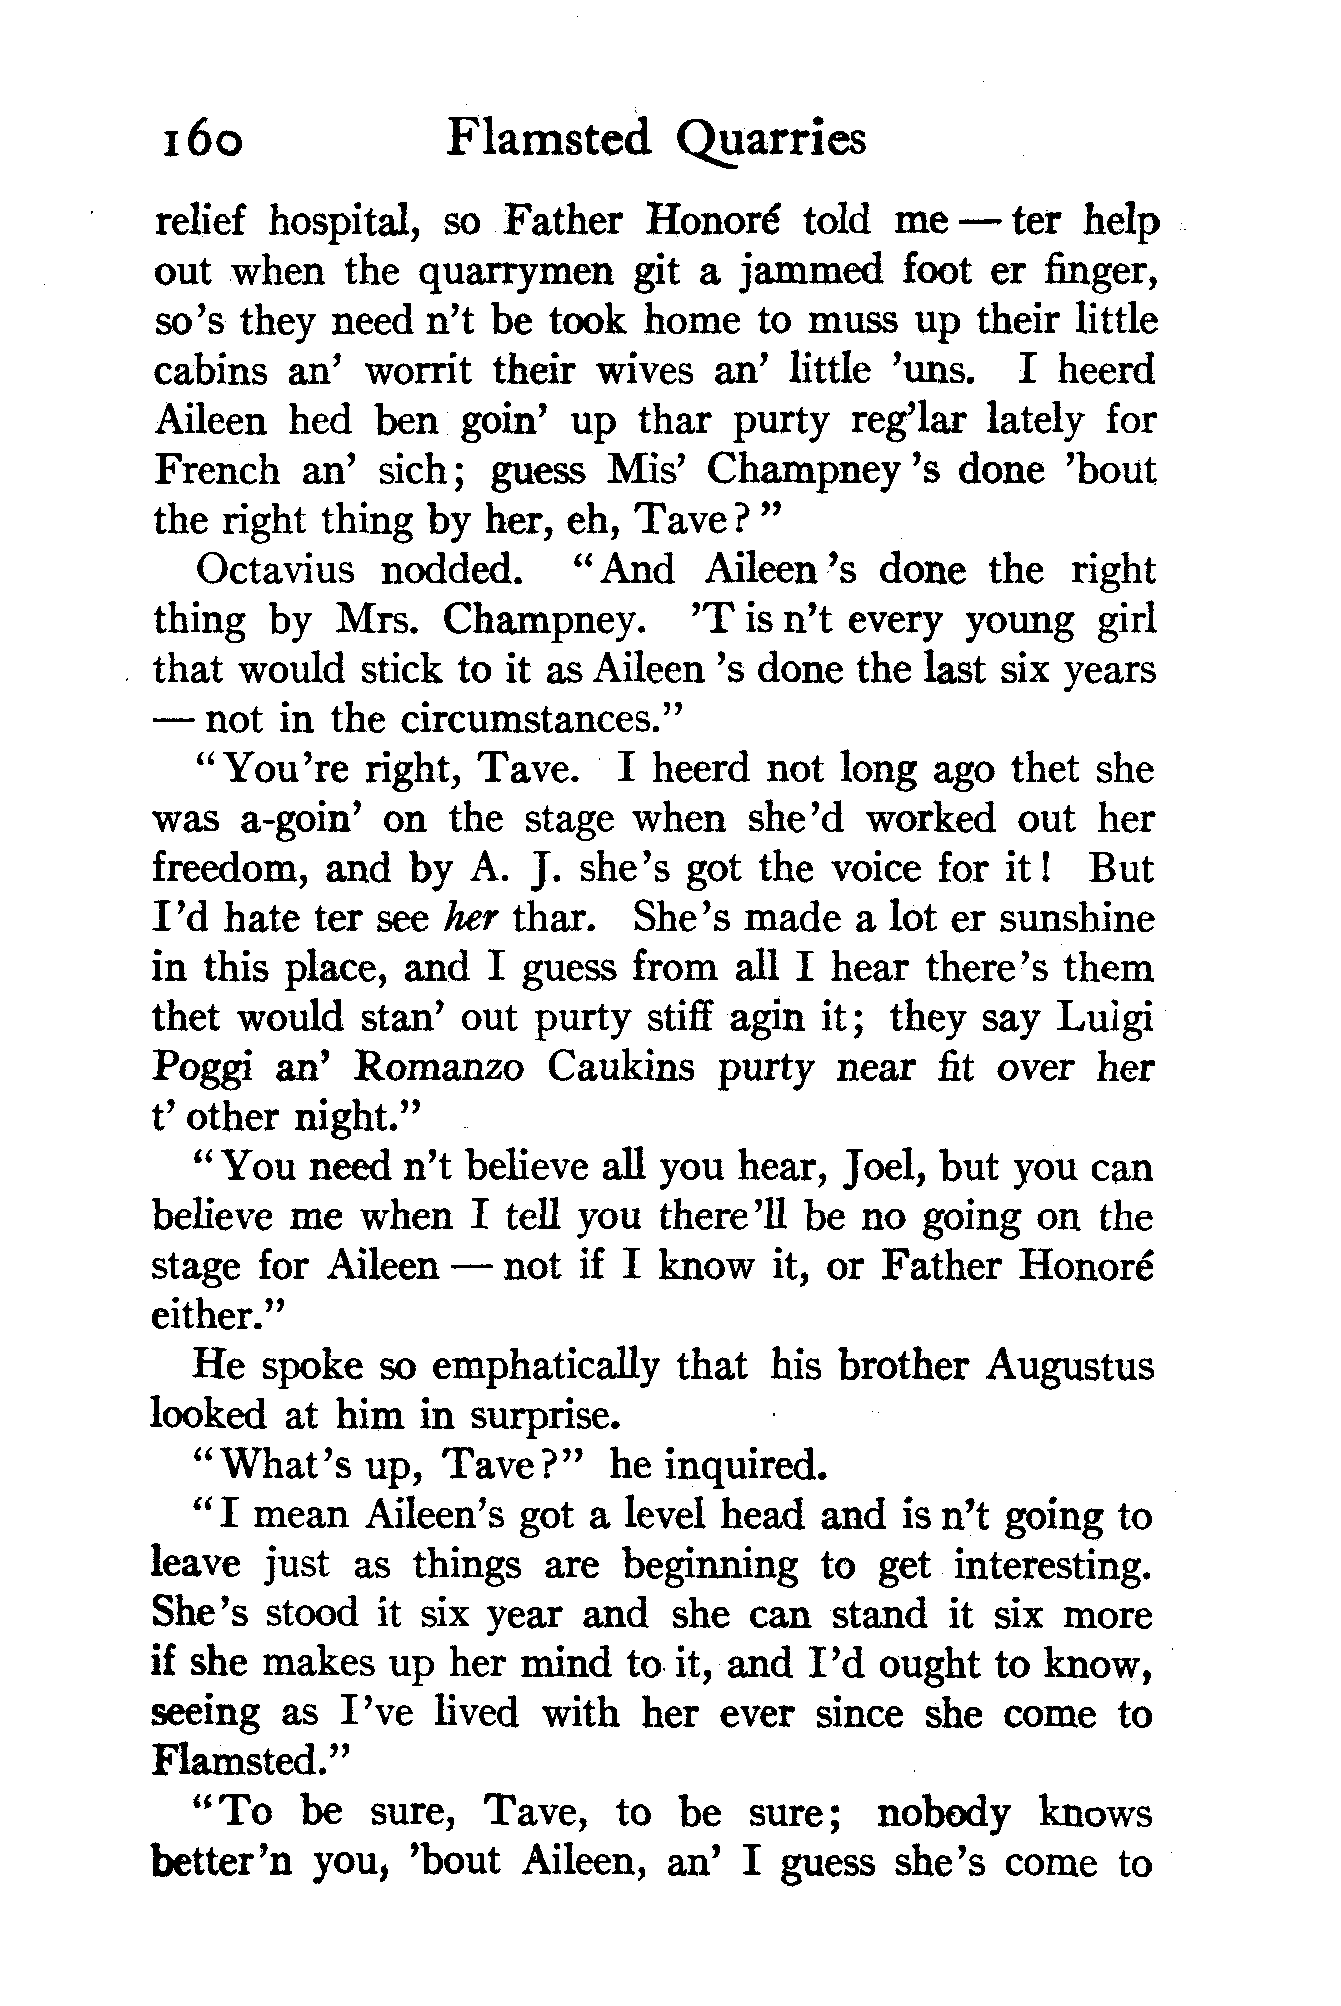 160 Flamsted Quarries
relief hospital, so Father Honoré told me — ter help
out when the quarrymen git a jammed foot er finger,
so's they need n't be took home to muss up their little
cabins an' worrit their wives an' little 'uns. I heerd
Aileen hed ben goin' up thar purty reg'lar lately for
French an' sich; guess Mis' Champney 's done 'bout
the right thing by her, eh, Tave?"
Octavius nodded. "And Aileen 's done the right
thing by Mrs. Champney. 'T is n't every young girl
that would stick to it as Aileen 's done the last six years
— not in the circumstances."
"You're right, Tave. I heerd not long ago thet she
was a-goin' on the stage when she'd worked out her
freedom, and by A. J. she's got the voice for it! But
I'd hate ter see her thar. She's made a lot er sunshine
in this place, and I guess from all I hear there's them
thet would stan' out purty stiff agin it; they say Luigi
Poggi an' Romanzo Caukins purty near fit over her
t' other night."
"You need n't believe all you hear, Joel, but you can
believe me when I tell you there'll be no going on the
stage for Aileen — not if I know it, or Father Honoré
either."
He spoke so emphatically that his brother Augustus
looked at him in surprise.
"What's up, Tave?" he inquired.
"I mean Aileen's got a level head and is n't going to
leave just as things are beginning to get interesting.
She's stood it six year and she can stand it six more
if she makes up her mind to it, and I'd ought to know,
seeing as I've lived with her ever since she come to
Flamsted."
"To be sure, Tave, to be sure; nobody knows
better'n you, 'bout Aileen, an' I guess she's come to